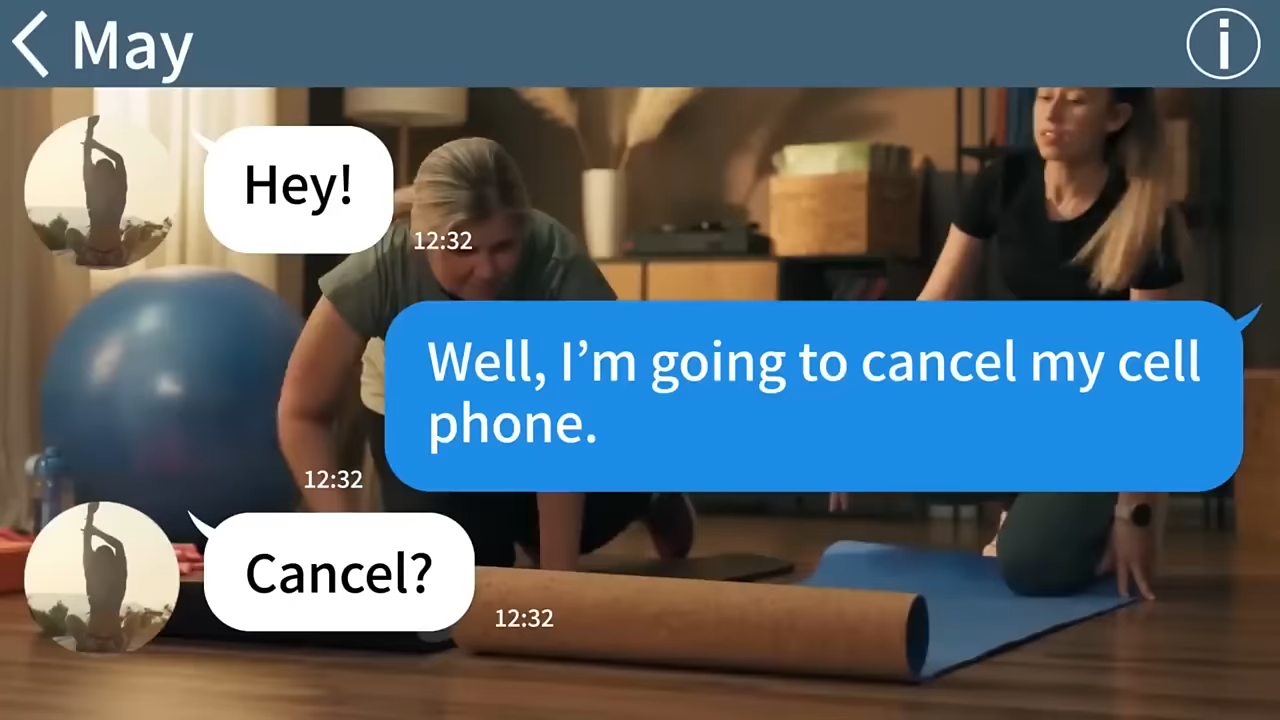 May
i
Hey!
12:32
Well, I’m going to cancel my cell
phone.
12:32
Cancel?
12:32